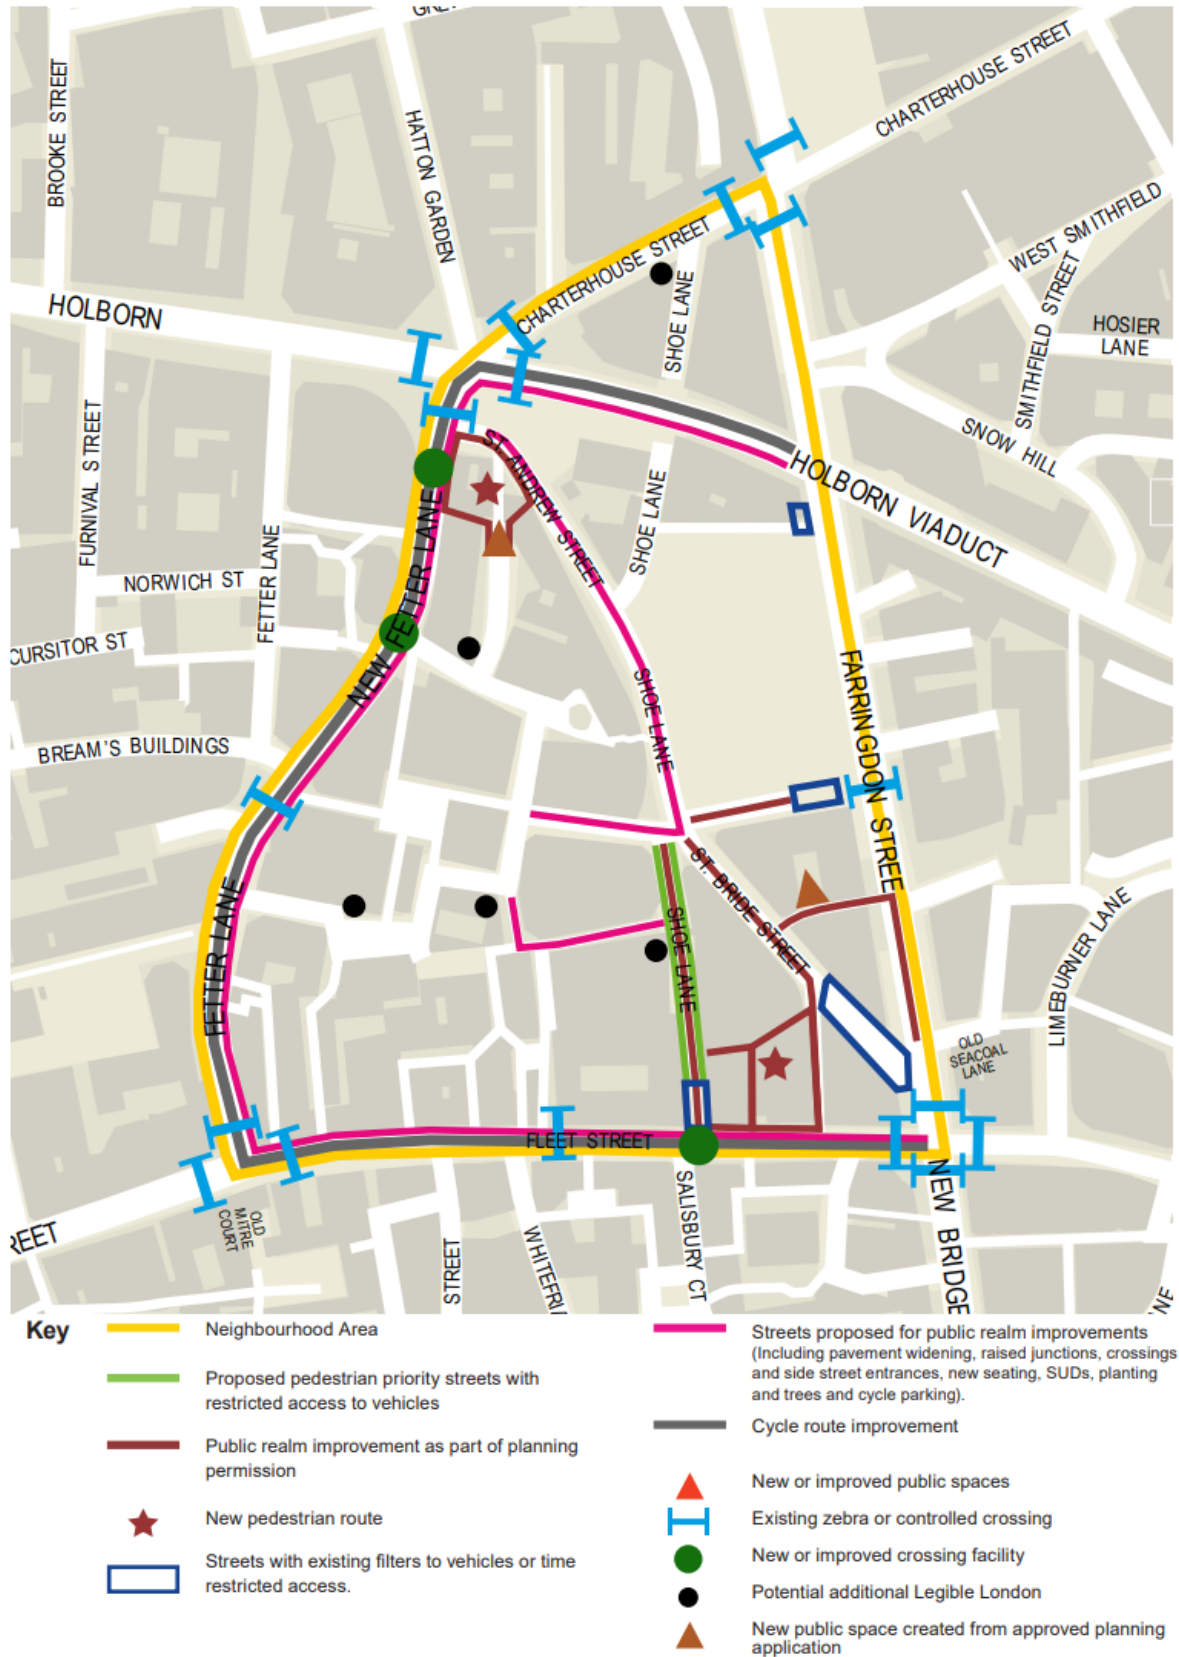 BROOKE STREET
HATTON GARDEN
CHARTERHOUSE STREET
WEST SMITHFIELD
CHARTERHOUSE STREET
SMITHFIELD STREET
HOLBORN
SHOE LANE
HOSIER
LANE
FURNIVAL STREET
SNOW HILL
ST. ANDREW STREET
HOLBORN VIADUCT
SHOE LANE
NEW FETTER LANE
FETTER LANE
NORWICH ST
CURSITOR ST
SHOE LANE
FARRINGDON STREE
BREAM'S BUILDINGS
ST. BRIDE STREET
FETTER LANE
SHOE LANE
LIMEBURNER LANE
OLD
SEACOAL
LANE
FLEET STREET
REET
OLD
MITRE
COURT
STREET
WHITEFRI
SALISBURY CT
NEW BRIDGE
NE
Key
Neighbourhood Area
Proposed pedestrian priority streets with
restricted access to vehicles
Public realm improvement as part of planning
permission
New pedestrian route
Streets with existing filters to vehicles or time
restricted access.
Streets proposed for public realm improvements
(Including pavement widening, raised junctions, crossings
and side street entrances, new seating, SUDs, planting
and trees and cycle parking).
Cycle route improvement
New or improved public spaces
Existing zebra or controlled crossing
New or improved crossing facility
Potential additional Legible London
New public space created from approved planning
application